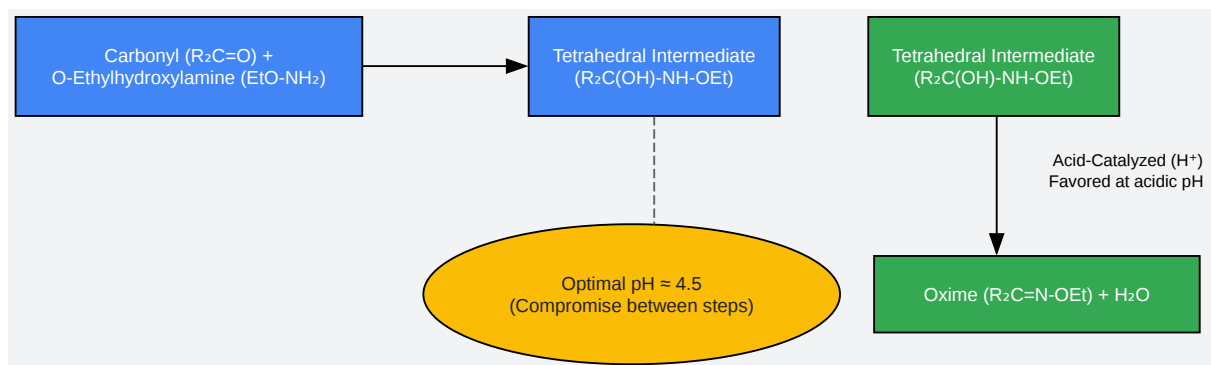 Carbonyl (R₂C=O) +
O-Ethylhydroxylamine (EtO-NH₂)
Tetrahedral Intermediate
(R₂C(OH)-NH-OEt)
Tetrahedral Intermediate
(R₂C(OH)-NH-OEt)
Acid-Catalyzed (H⁺)
Favored at acidic pH
Optimal pH ≈ 4.5
(Compromise between steps)
Oxime (R₂C=N-OEt) + H₂O